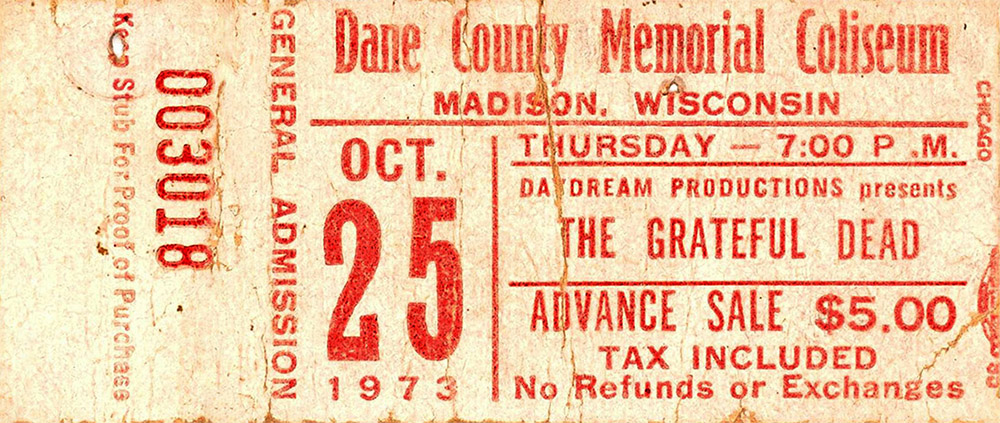 Keep Stub For Proof of Purchase
003018
GENERAL ADMISSION
Dane County Memorial Coliseum
MADISON, WISCONSIN
OCT.
25
1973
THURSDAY — 7:00 P .M.
DAYDREAM PRODUCTIONS presents
THE GRATEFUL DEAD
ADVANCE SALE $5.00
TAX INCLUDED
No Refunds or Exchanges
CHICAGO